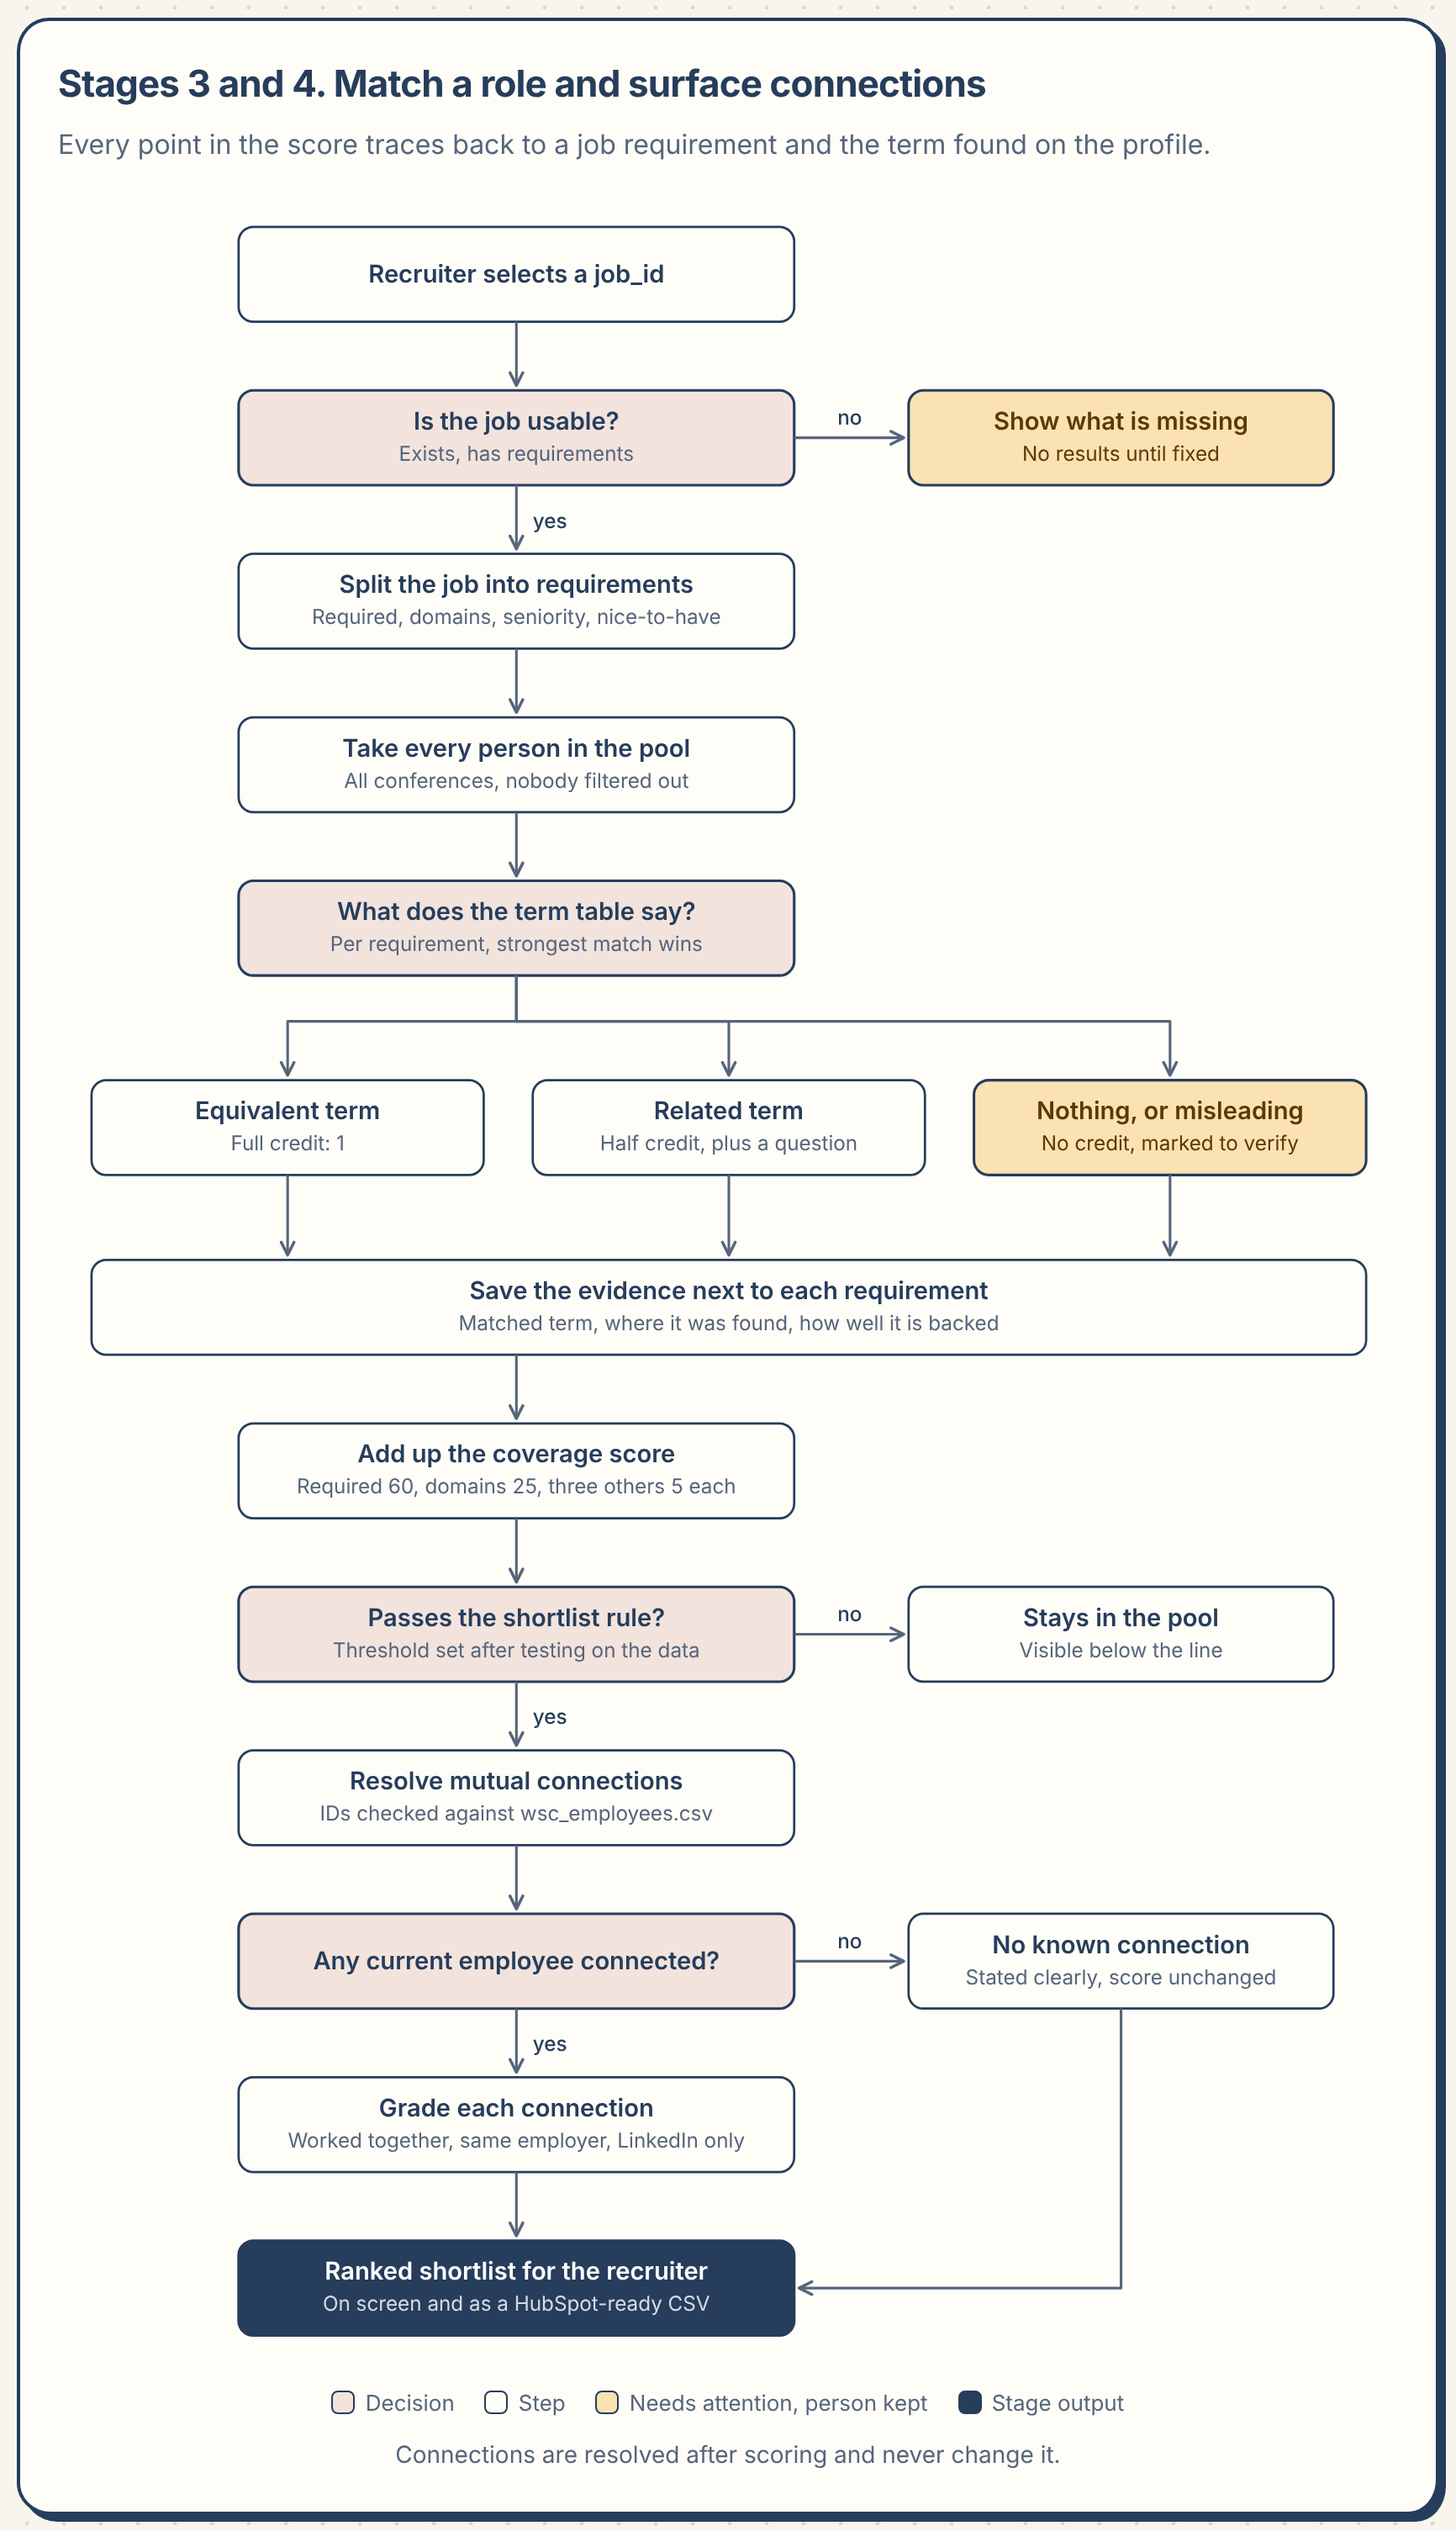 Stages 3 and 4. Match a role and surface connections
Every point in the score traces back to a job requirement and the term found on the profile.
Recruiter selects a job_id
Is the job usable?
Exists, has requirements
no
Show what is missing
No results until fixed
yes
Split the job into requirements
Required, domains, seniority, nice-to-have
Take every person in the pool
All conferences, nobody filtered out
What does the term table say?
Per requirement, strongest match wins
Equivalent term
Full credit: 1
Related term
Half credit, plus a question
Nothing, or misleading
No credit, marked to verify
Save the evidence next to each requirement
Matched term, where it was found, how well it is backed
Add up the coverage score
Required 60, domains 25, three others 5 each
Passes the shortlist rule?
Threshold set after testing on the data
no
Stays in the pool
Visible below the line
yes
Resolve mutual connections
IDs checked against wsc_employees.csv
Any current employee connected?
no
No known connection
Stated clearly, score unchanged
yes
Grade each connection
Worked together, same employer, LinkedIn only
Ranked shortlist for the recruiter
On screen and as a HubSpot-ready CSV
Decision
Step
Needs attention, person kept
Stage output
Connections are resolved after scoring and never change it.